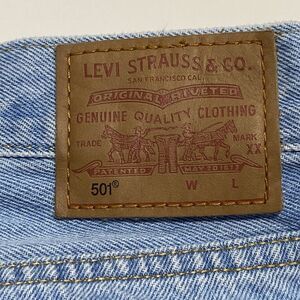 LEVI STRAUSS & CO.
SAN FRANCISCO CAL.
ORIGINAL RIVETED
GENUINE QUALITY CLOTHING
TRADE MARK
XX
PATENTED MAY 20 1873
501® W L